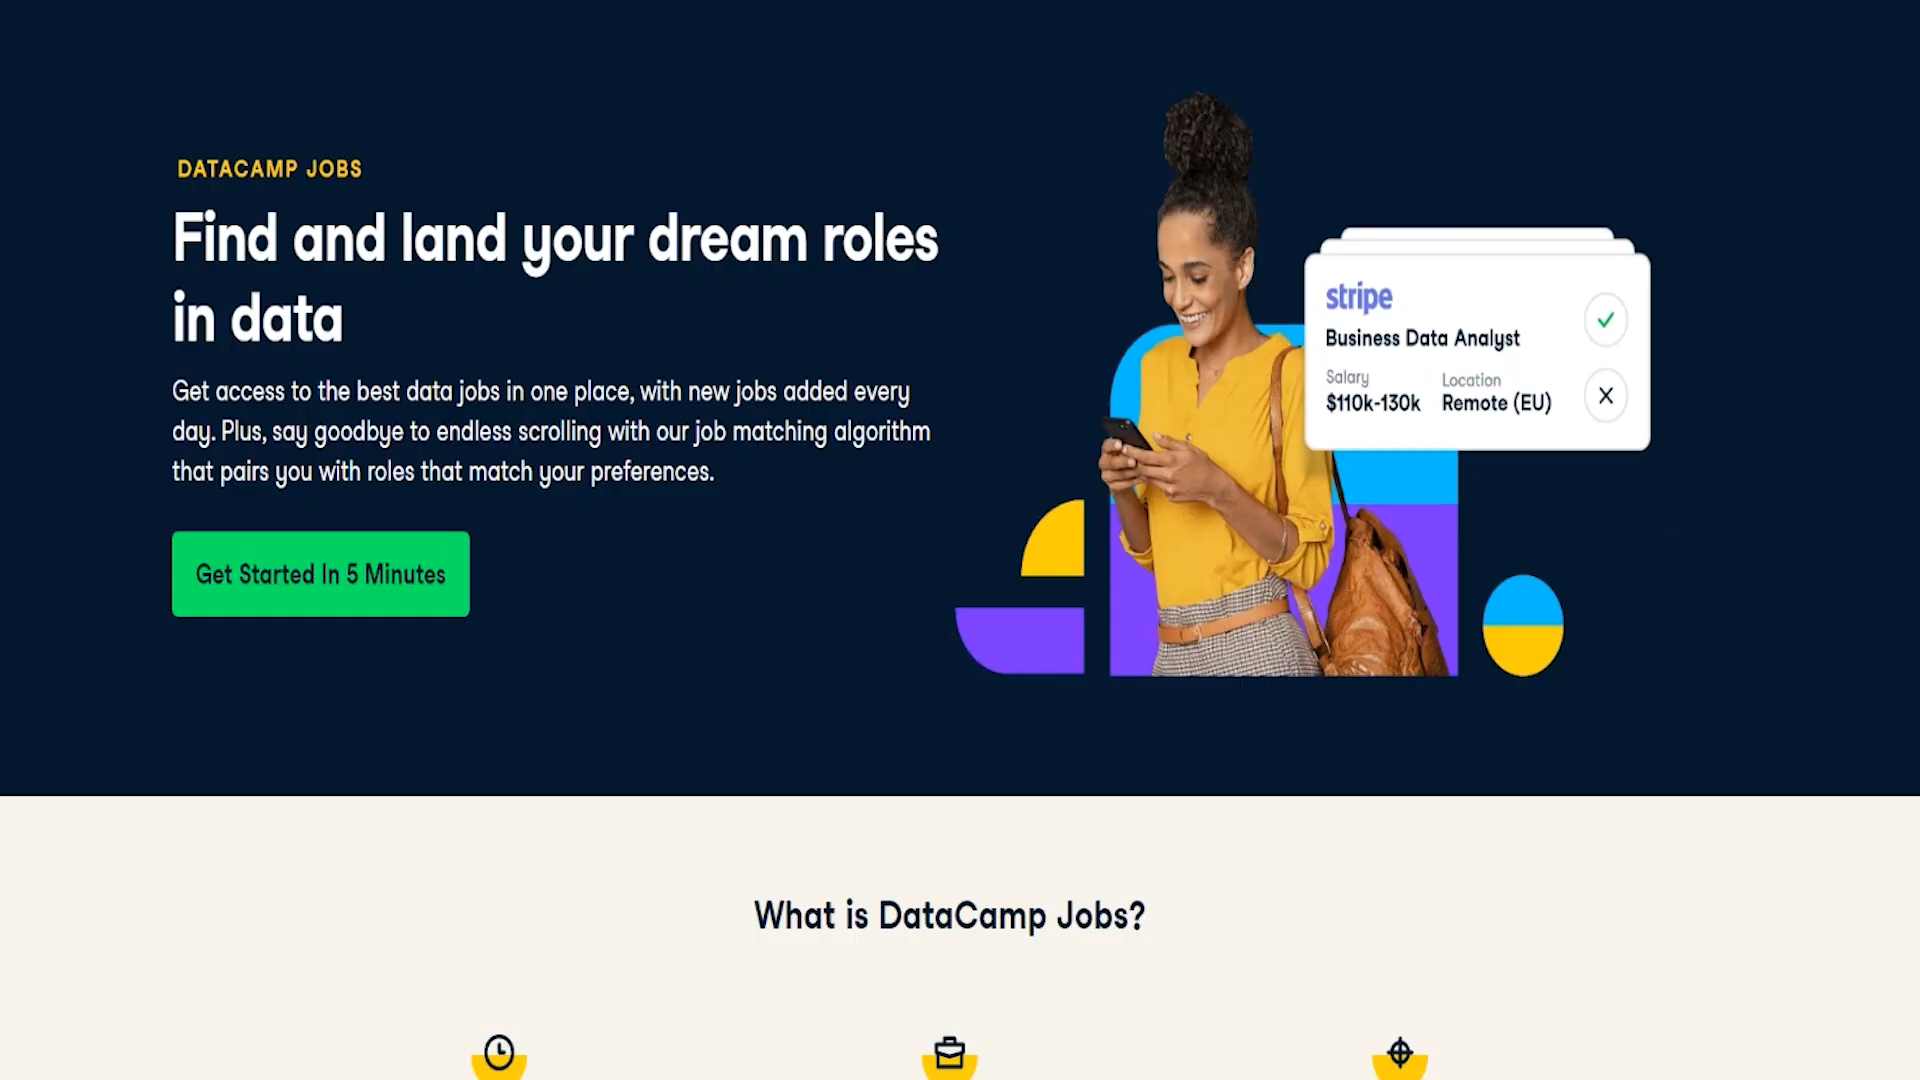 DATACAMP JOBS
Find and land your dream roles
in data
Get access to the best data jobs in one place, with new jobs added every
day. Plus, say goodbye to endless scrolling with our job matching algorithm
that pairs you with roles that match your preferences.
Get Started In 5 Minutes
stripe
Business Data Analyst
Salary
$110k-130k
Location
Remote (EU)
What is DataCamp Jobs?